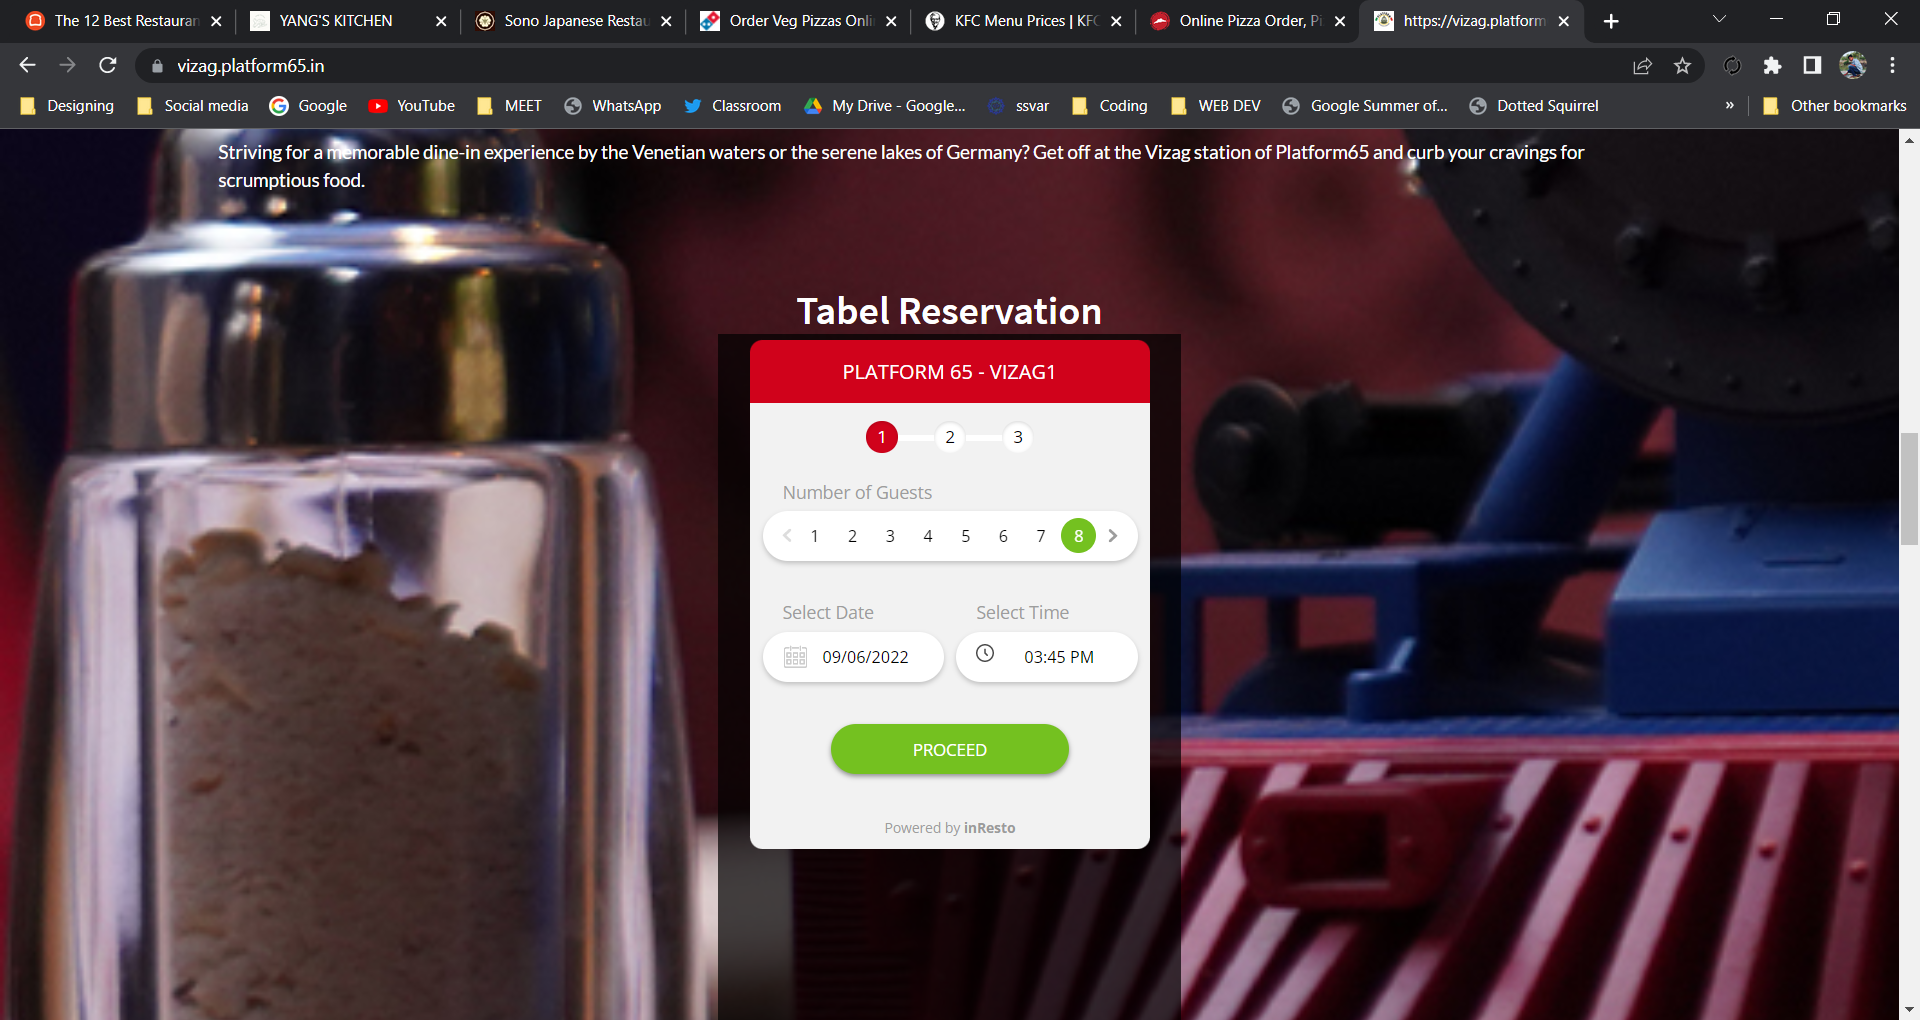 The 12 Best Restauran
YANG'S KITCHEN
Sono Japanese Restau
Order Veg Pizzas Onli
KFC Menu Prices | KFC
Online Pizza Order, Pi
https://vizag.platform
vizag.platform65.in
Designing
Social media
Google
YouTube
MEET
WhatsApp
Classroom
My Drive - Google...
ssvar
Coding
WEB DEV
Google Summer of...
Dotted Squirrel
»
Other bookmarks
Striving for a memorable dine-in experience by the Venetian waters or the serene lakes of Germany? Get off at the Vizag station of Platform65 and curb your cravings for
scrumptious food.
Tabel Reservation
PLATFORM 65 - VIZAG1
1 2 3
Number of Guests
1 2 3 4 5 6 7 8
Select Date
Select Time
09/06/2022
03:45 PM
PROCEED
Powered by inResto